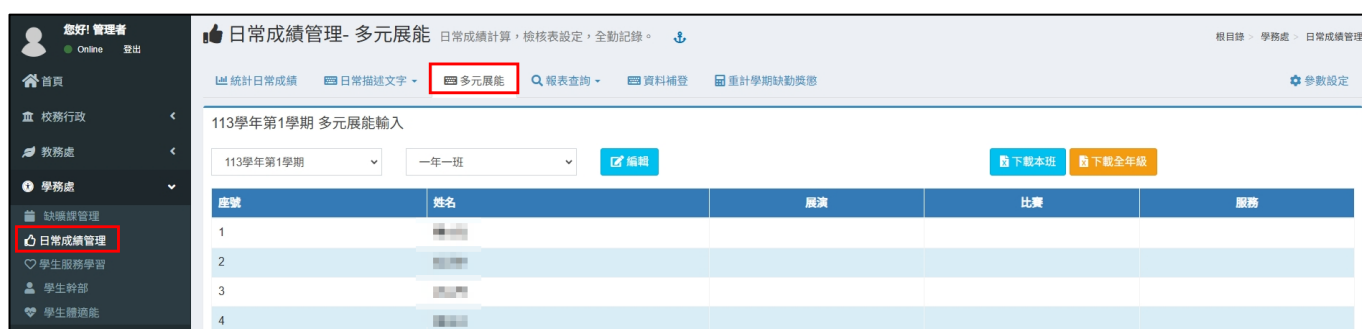 您好! 管理者
Online 登出
首頁
校務行政
教務處
學務處
缺曠課管理
日常成績管理
學生服務學習
學生幹部
學生體適能
日常成績管理- 多元展能 日常成績計算，檢核表設定，全勤記錄。
根目錄 > 學務處 > 日常成績管理
統計日常成績 日常描述文字 多元展能 報表查詢 資料補登 重計學期缺勤獎懲 參數設定
113學年第1學期 多元展能輸入
113學年第1學期 一年一班 編輯 下載本班 下載全年級
座號 姓名 展演 比賽 服務
1
2
3
4